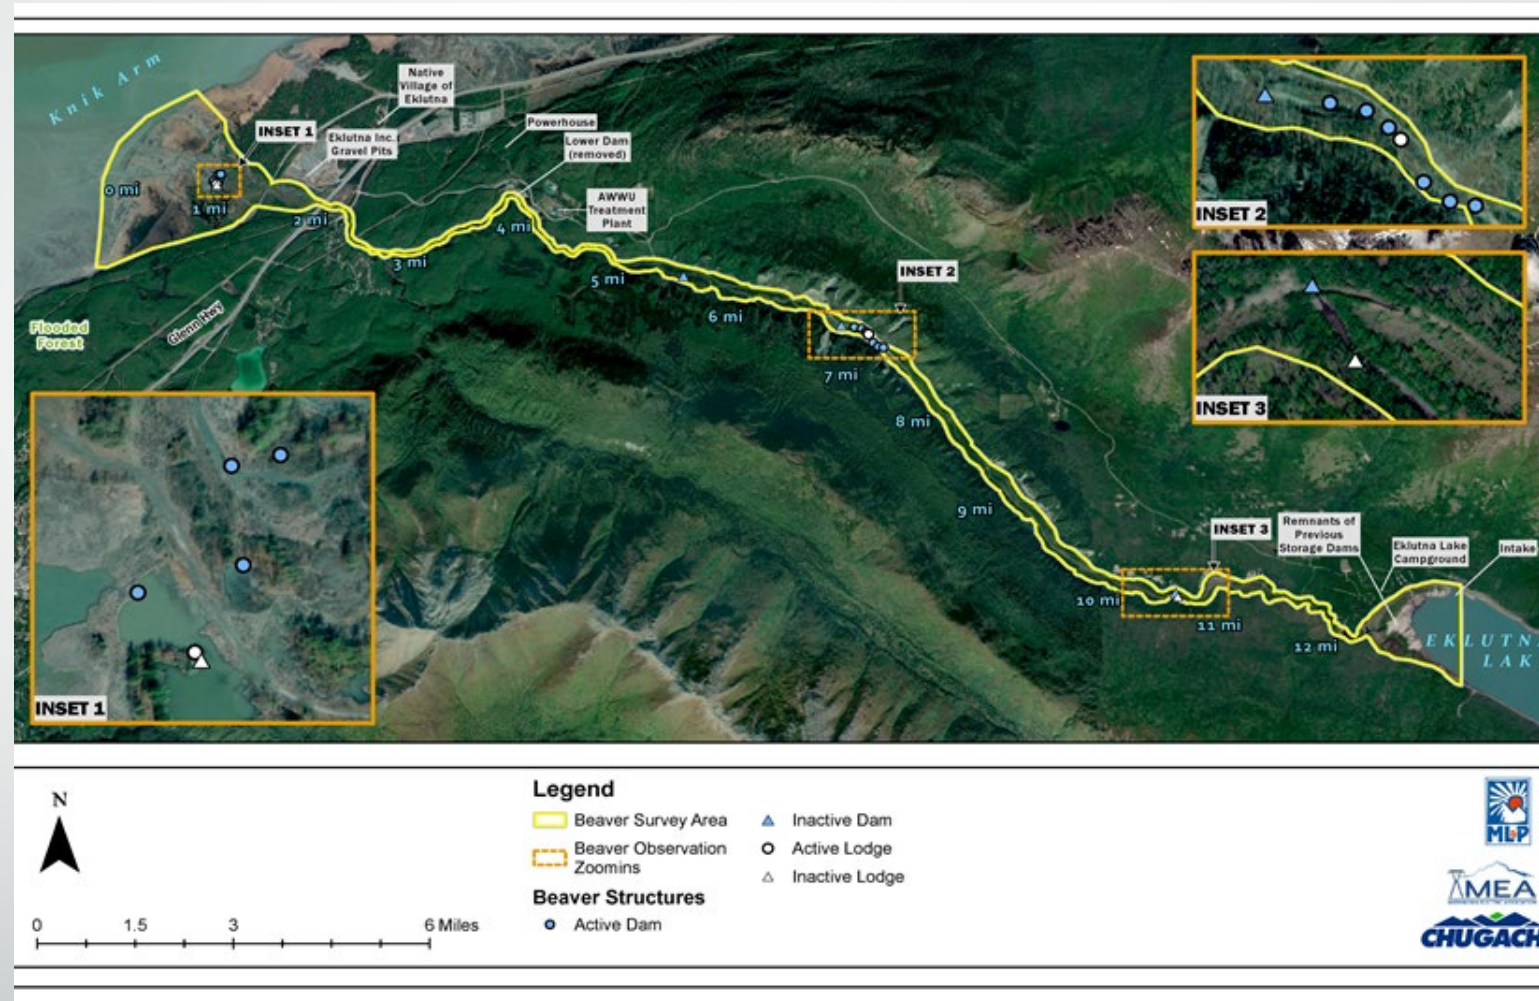 Knik Arm
Native
Village of
Eklutna
INSET 1
Eklutna Inc.
Gravel Pits
Powerhouse
Lower Dam
(removed)
AWWU
Treatment
Plant
0 mi
1 mi
2 mi
3 mi
4 mi
5 mi
6 mi
7 mi
8 mi
9 mi
10 mi
11 mi
12 mi
INSET 2
Glenn Hwy
Flooded
Forest
INSET 3
Remnants of
Previous
Storage Dams
Eklutna Lake
Campground
Intake
EKLUTN
LAK
INSET 2
INSET 3
INSET 1
N
0 1.5 3 6 Miles
Legend
Beaver Survey Area
Beaver Observation
Zoomins
Beaver Structures
Active Dam
Inactive Dam
Active Lodge
Inactive Lodge
ML&P
MEA
CHUGACH